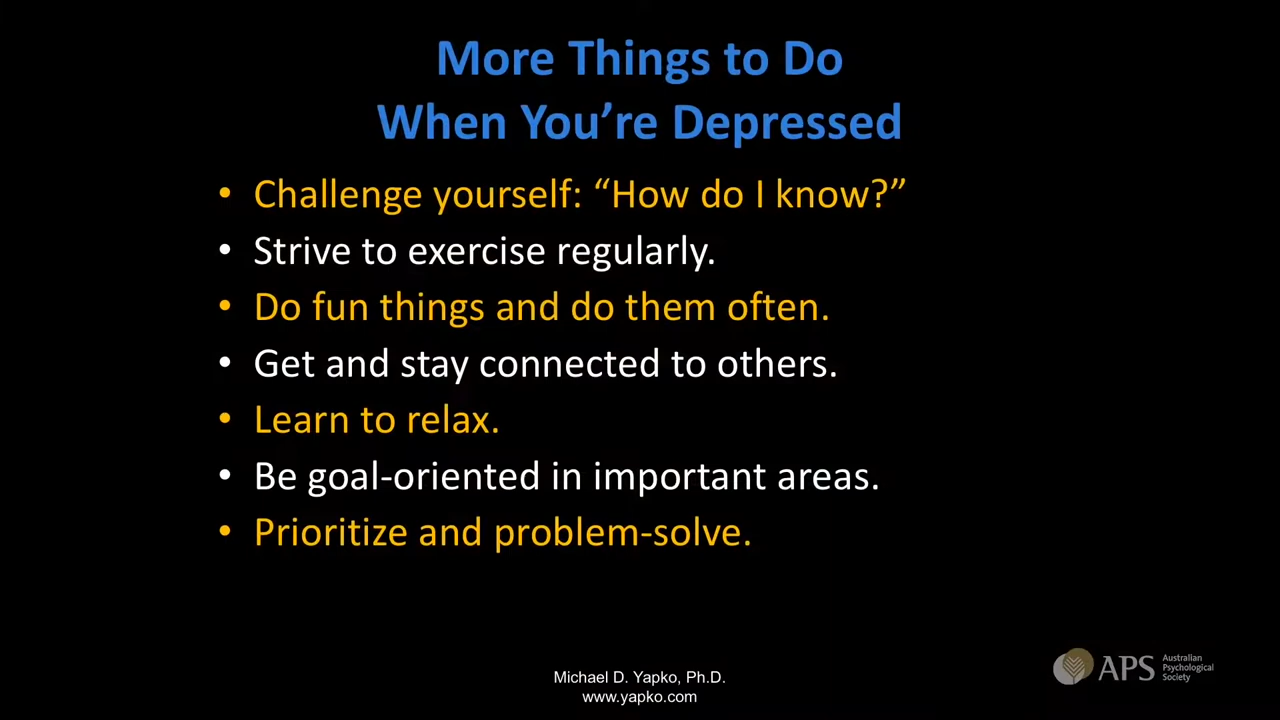 More Things to Do
When You’re Depressed
• Challenge yourself: “How do I know?”
• Strive to exercise regularly.
• Do fun things and do them often.
• Get and stay connected to others.
• Learn to relax.
• Be goal-oriented in important areas.
• Prioritize and problem-solve.
Michael D. Yapko, Ph.D.
www.yapko.com
APS
Australian
Psychological
Society